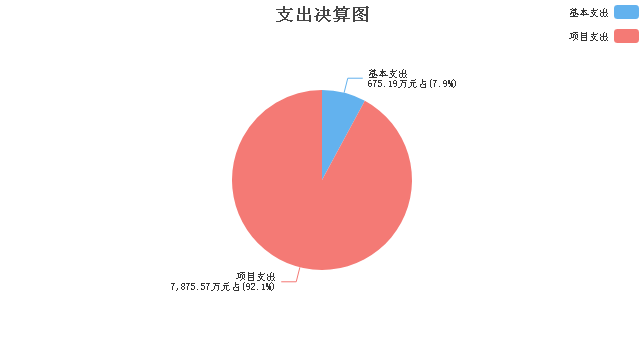 支出决算图
基本支出
项目支出
基本支出
675.19万元占(7.9%)
项目支出
7,875.57万元占(92.1%)